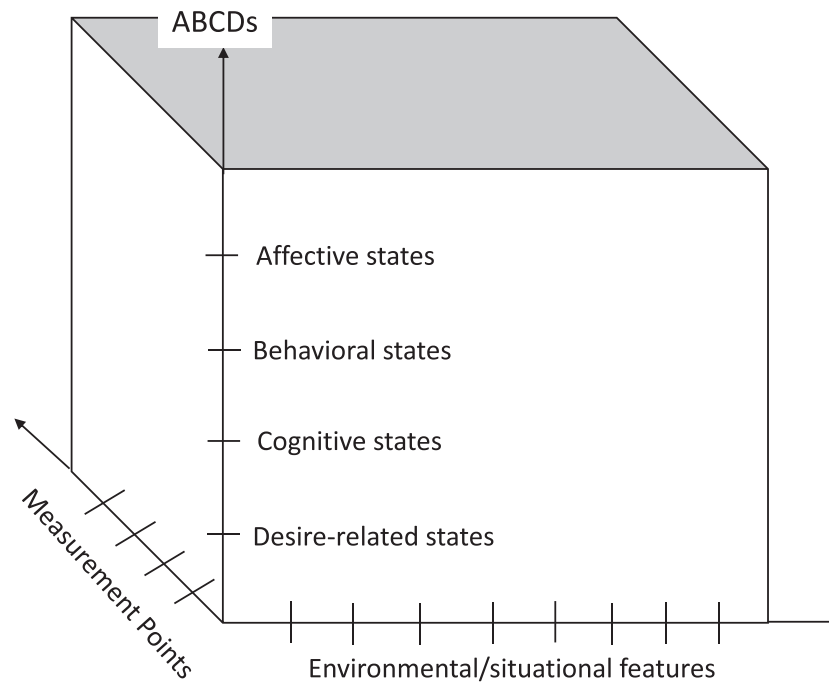 ABCDs
Affective states
Behavioral states
Cognitive states
Desire-related states
Measurement Points
Environmental/situational features